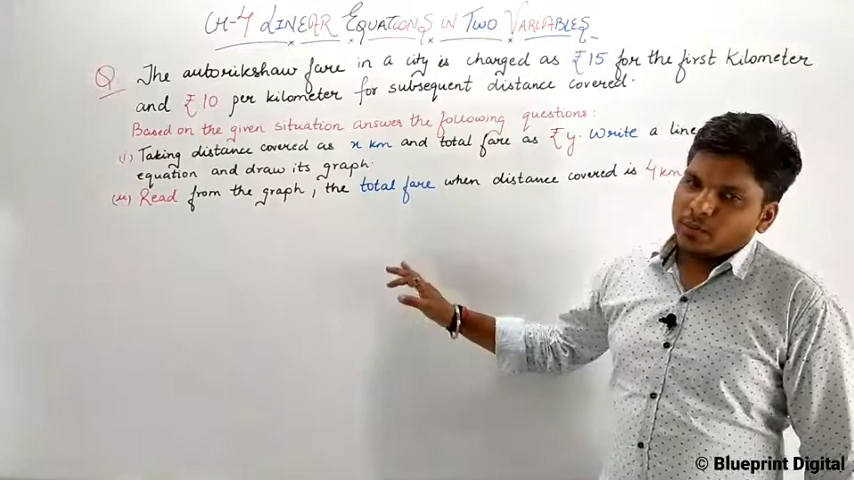 CH-4 LINEAR EQUATIONS IN TWO VARIABLES
Q The autorikshaw fare in a city is charged as ₹15 for the first kilometer
and ₹10 per kilometer for subsequent distance covered.
Based on the given situation answer the following questions:
(i) Taking distance covered as x km and total fare as ₹y. Write a
equation and draw its graph.
(ii) Read from the graph, the total fare when distance covered is 4 km
© Blueprint Digital